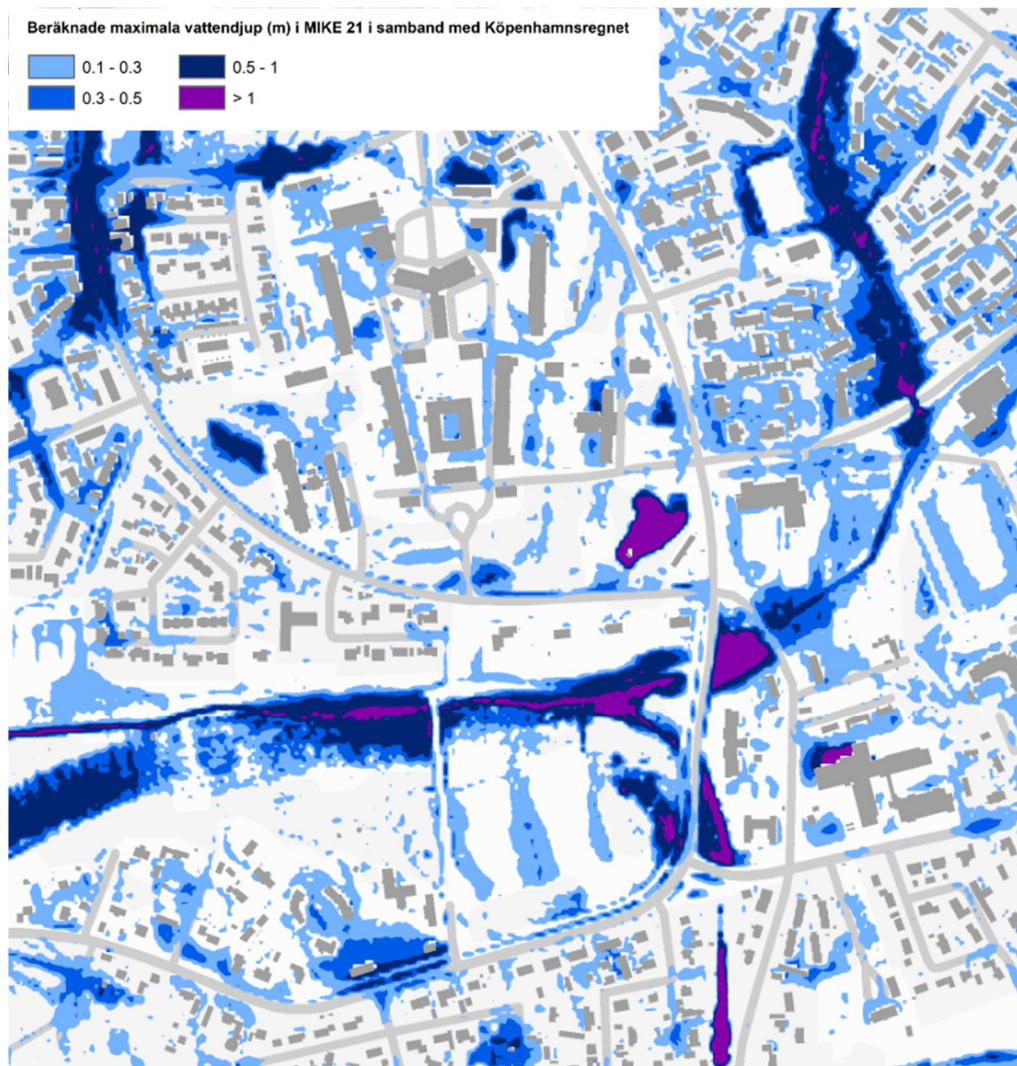 Beräknade maximala vattendjup (m) i MIKE 21 i samband med Köpenhamnsregnet
0.1 - 0.3 0.5 - 1
0.3 - 0.5 > 1